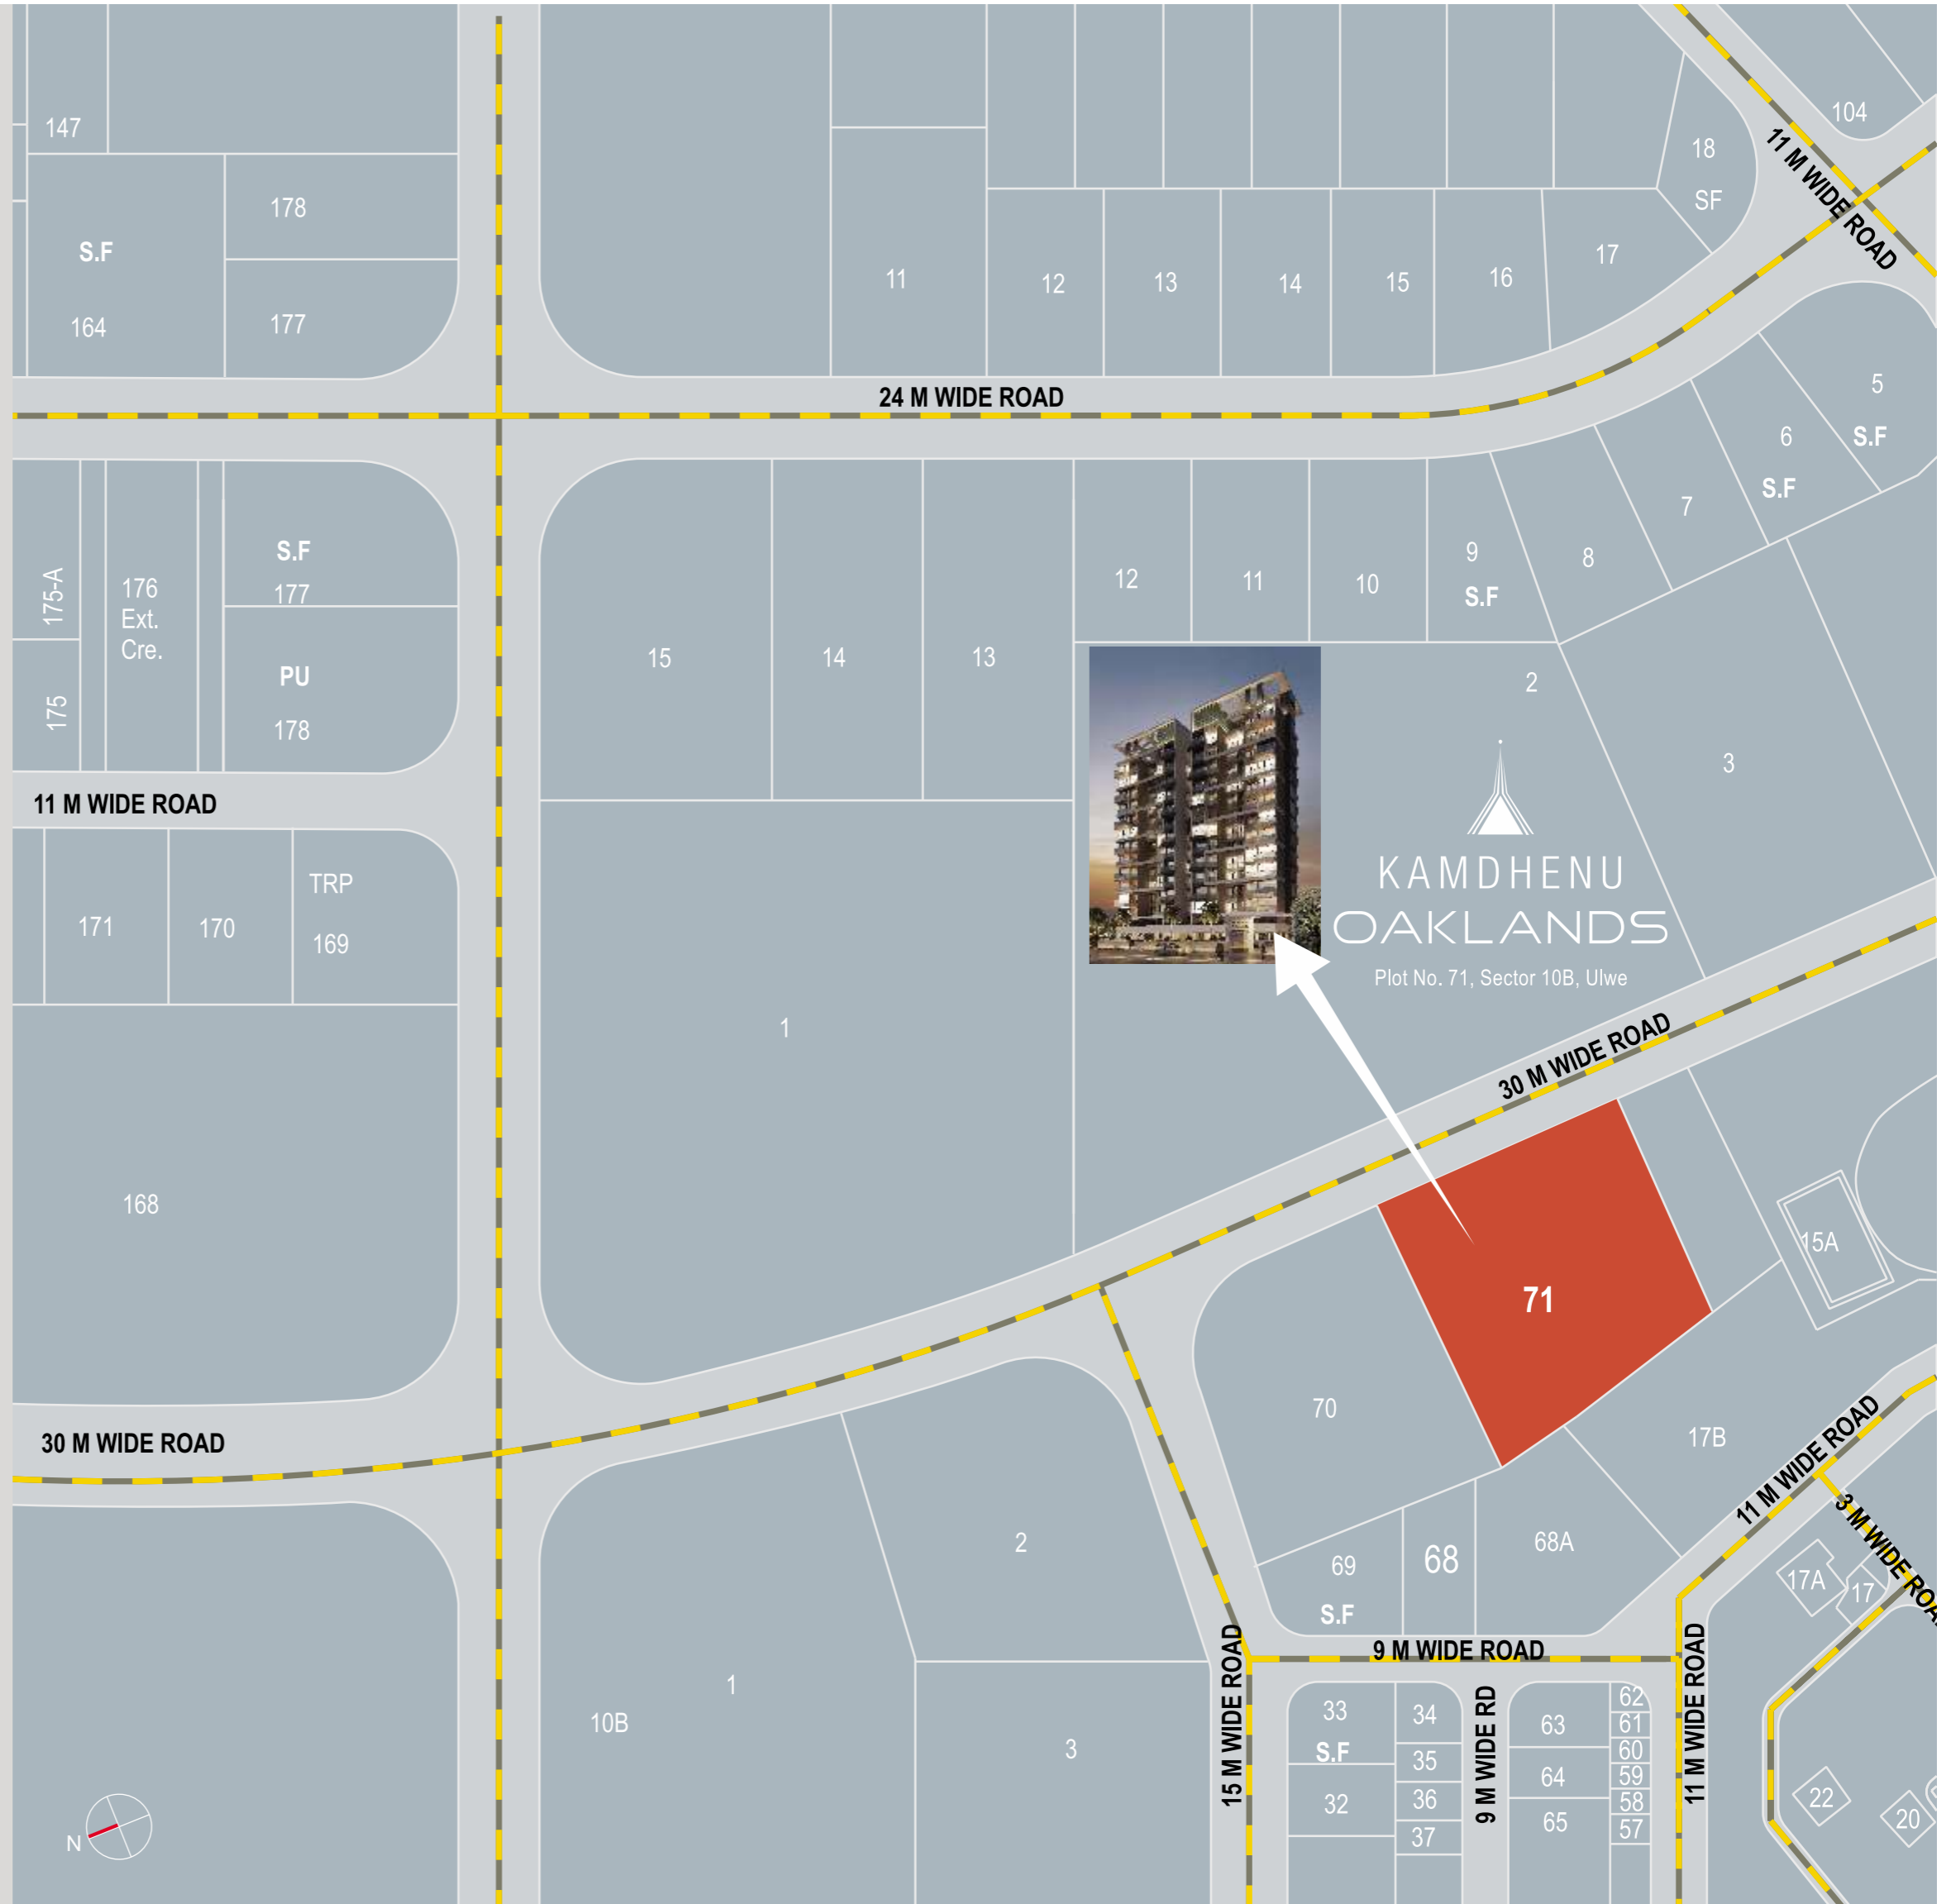 147
178
S.F
164
177
11
12
13
14
15
16
17
18
SF
104
11 M WIDE ROAD
24 M WIDE ROAD
5
S.F
6
S.F
7
8
9
S.F
10
11
12
13
14
15
175-A
175
176
Ext.
Cre.
S.F
177
PU
178
11 M WIDE ROAD
171
170
TRP
169
168
1
2
3
KAMDHENU
OAKLANDS
Plot No. 71, Sector 10B, Ulwe
30 M WIDE ROAD
71
15A
70
17B
30 M WIDE ROAD
11 M WIDE ROAD
3 M WIDE ROAD
2
69
S.F
68
68A
17A
17
15 M WIDE ROAD
9 M WIDE ROAD
11 M WIDE ROAD
1
10B
3
33
S.F
32
34
35
36
37
9 M WIDE RD
63
64
65
62
61
60
59
58
57
22
20
N